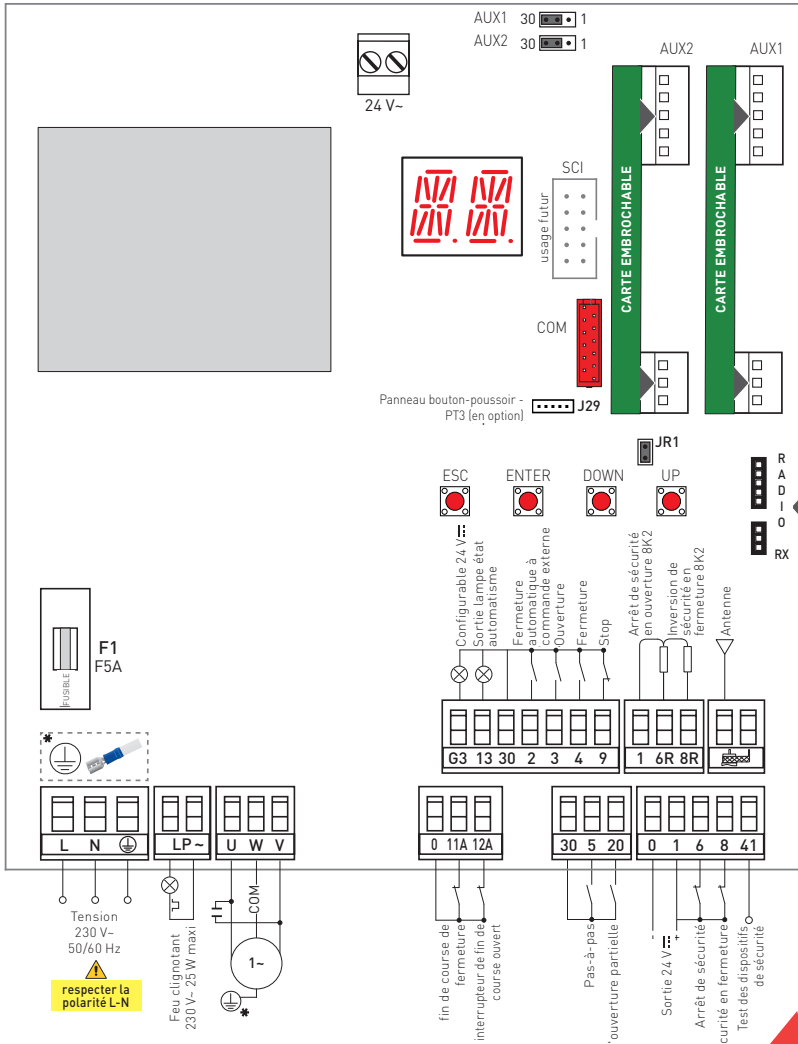 AUX1 30 1
AUX2 30 1
24 V~
AUX2
AUX1
CARTE EMBROCHABLE
CARTE EMBROCHABLE
SCI
usage futur
COM
Panneau bouton-poussoir -
PT3 (en option)
J29
JR1
R
A
D
I
O
RX
ESC
ENTER
DOWN
UP
Configurable 24 V
Sortie lampe état
automatisme
Fermeture
automatique à
commande externe
Ouverture
Fermeture
Stop
Arrêt de sécurité
en ouverture 8K2
Inversion de
sécurité en
fermeture 8K2
Antenne
F1
F5A
FUSIBLE
G3 13 30 2 3 4 9
1 6R 8R
*
L N
LP ~
U W V
0 11A 12A
30 5 20
0 1 6 8 41
Tension
230 V~
50/60 Hz
!
respecter la
polarité L-N
Feu clignotant
230 V~ 25 W maxi
COM
1~
*
fin de course de
fermeture
interrupteur de fin de
course ouvert
Pas-à-pas
'ouverture partielle
Sortie 24 V
- +
Arrêt de sécurité
curité en fermeture
Test des dispositifs
de sécurité